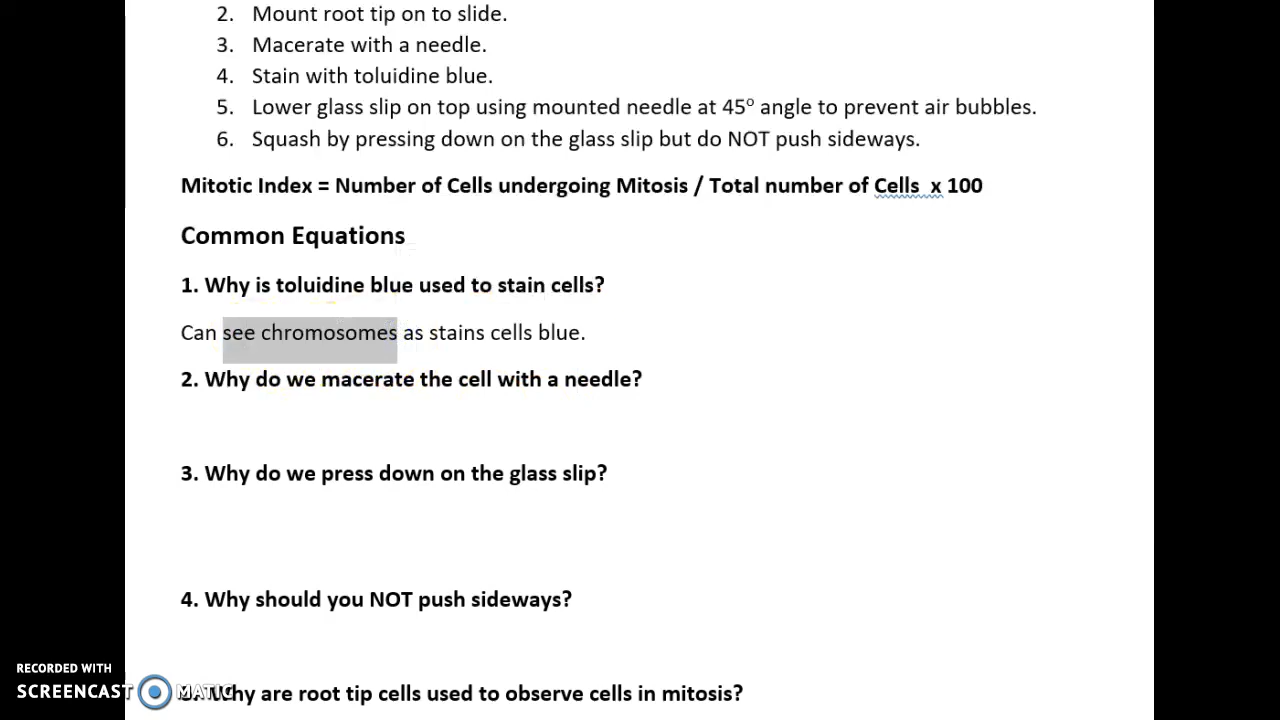 2. Mount root tip on to slide.
3. Macerate with a needle.
4. Stain with toluidine blue.
5. Lower glass slip on top using mounted needle at 45° angle to prevent air bubbles.
6. Squash by pressing down on the glass slip but do NOT push sideways.
Mitotic Index = Number of Cells undergoing Mitosis / Total number of Cells x 100
Common Equations
1. Why is toluidine blue used to stain cells?
Can see chromosomes as stains cells blue.
2. Why do we macerate the cell with a needle?
3. Why do we press down on the glass slip?
4. Why should you NOT push sideways?
5. Why are root tip cells used to observe cells in mitosis?
RECORDED WITH
SCREENCAST MATIC